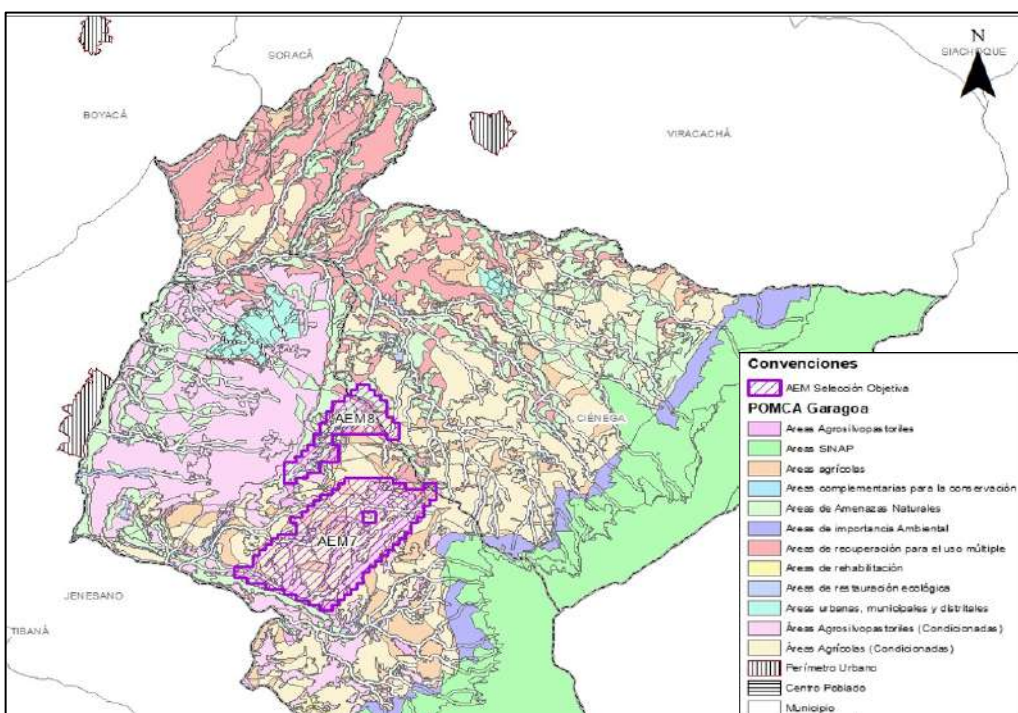 SORACÁ
N
SIACHOQUE
BOYACÁ
VIRACACHÁ
AEM8
CIÉNEGA
AEM7
JENESANO
TIBANÁ
Convenciones
AEM Selección Objetiva
POMCA Garagoa
Areas Agrosilvopastoriles
Areas SINAP
Areas agrícolas
Areas complementarias para la conservación
Areas de Amenazas Naturales
Areas de importancia Ambiental
Areas de recuperación para el uso múltiple
Areas de rehabilitación
Areas de restauración ecológica
Areas urbanas, municipales y distritales
Áreas Agrosilvopastoriles (Condicionadas)
Áreas Agrícolas (Condicionadas)
Perímetro Urbano
Centro Poblado
Municipio